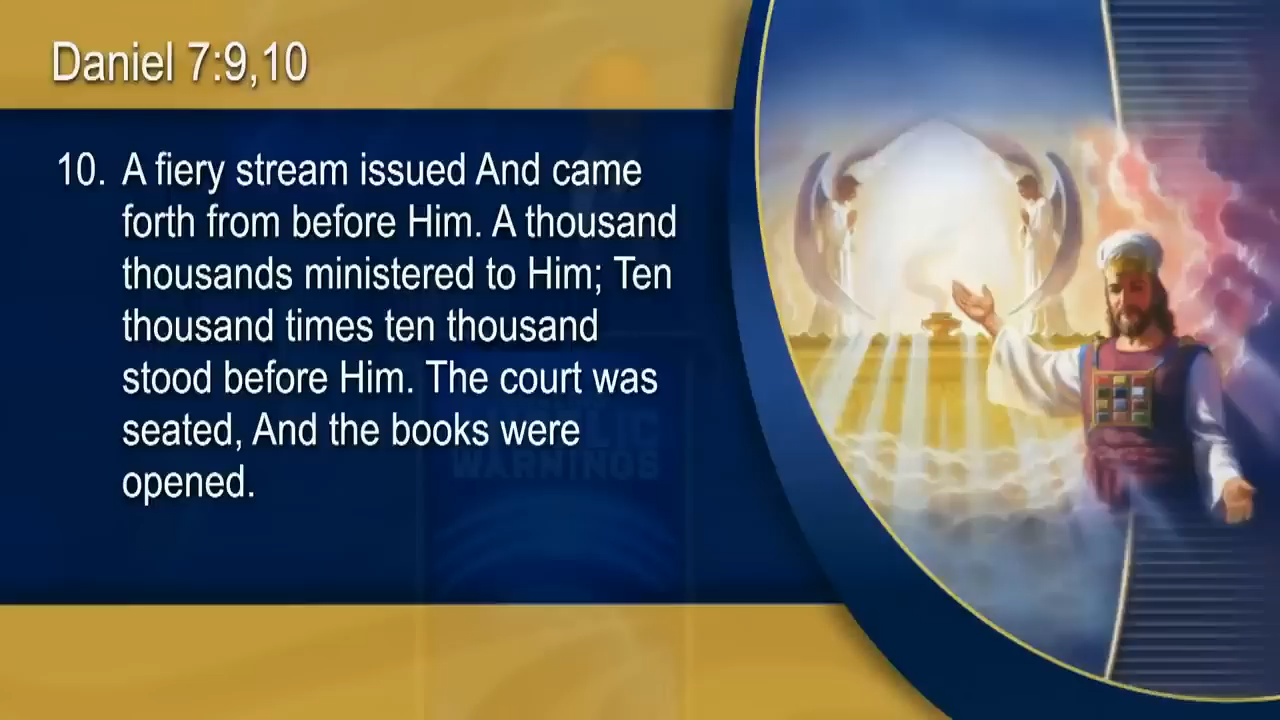 Daniel 7:9,10
10. A fiery stream issued And came
forth from before Him. A thousand
thousands ministered to Him; Ten
thousand times ten thousand
stood before Him. The court was
seated, And the books were
opened.
WARNINGS